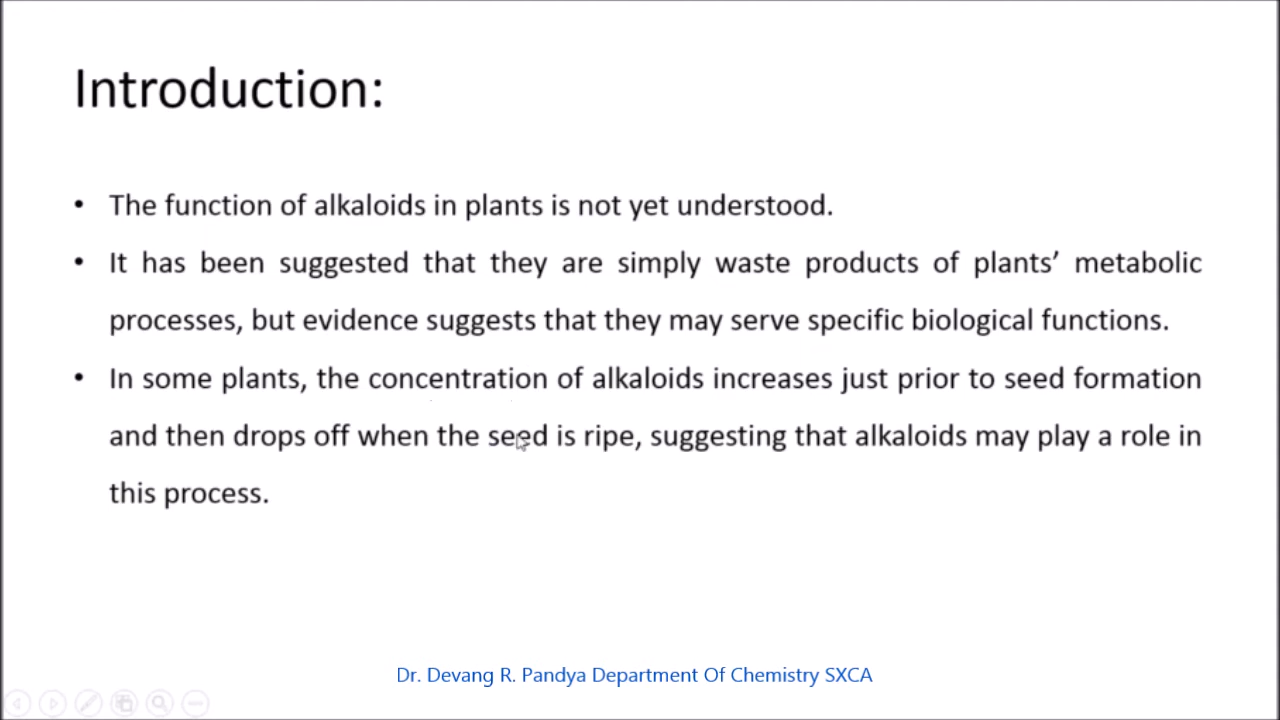 Introduction:
• The function of alkaloids in plants is not yet understood.
• It has been suggested that they are simply waste products of plants’ metabolic
processes, but evidence suggests that they may serve specific biological functions.
• In some plants, the concentration of alkaloids increases just prior to seed formation
and then drops off when the seed is ripe, suggesting that alkaloids may play a role in
this process.
Dr. Devang R. Pandya Department Of Chemistry SXCA